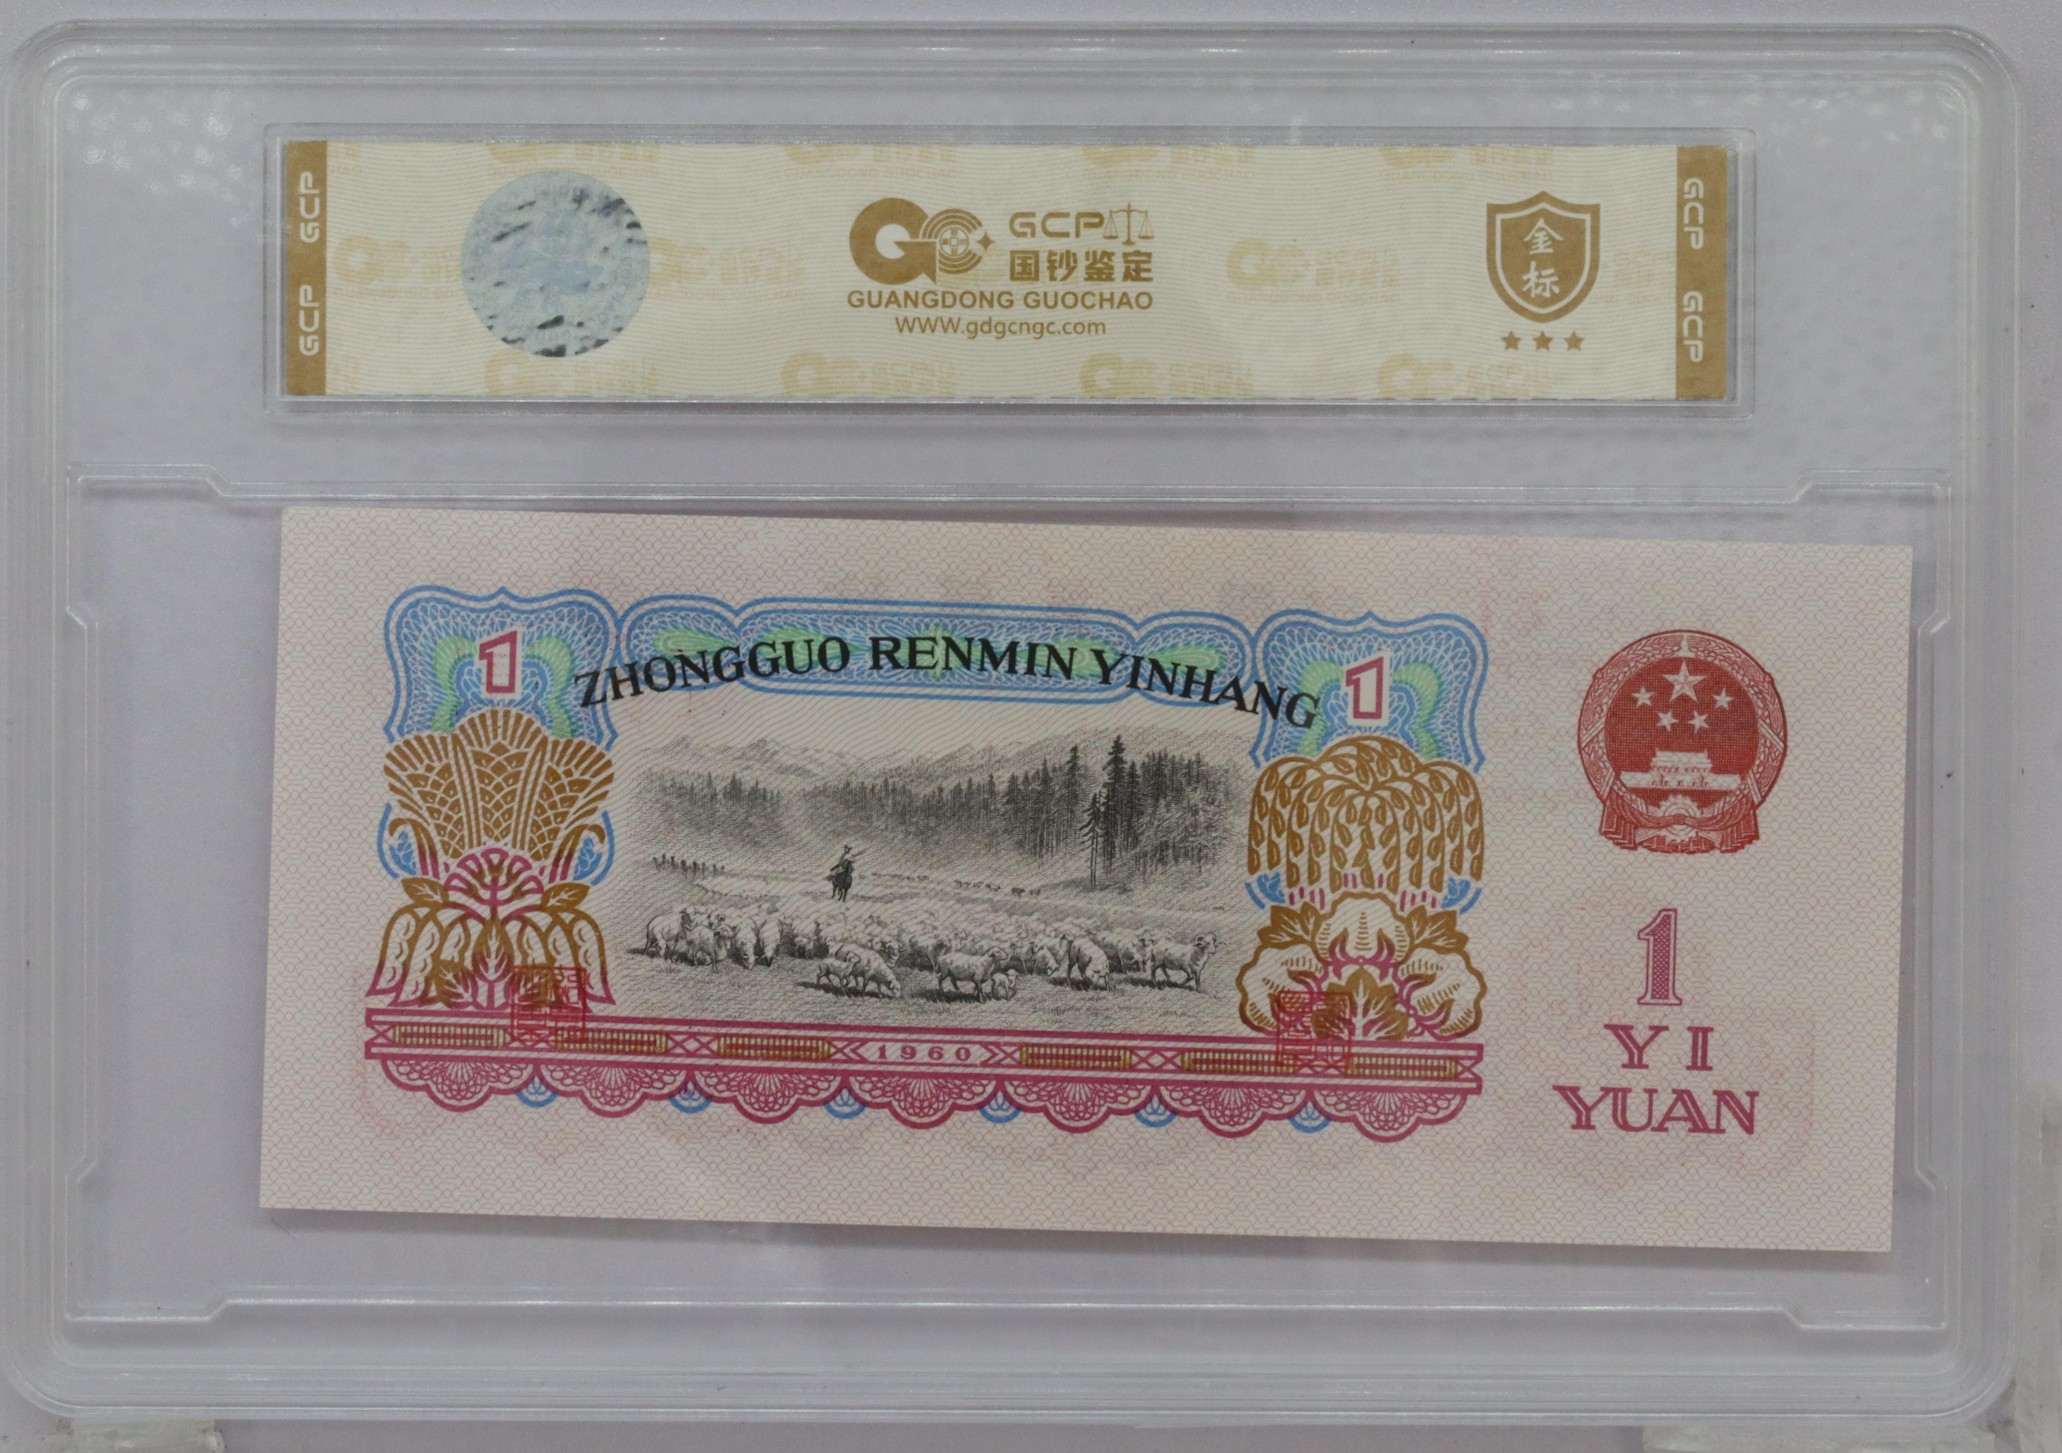 GCP GCP
GCP
国钞鉴定
GUANGDONG GUOCHAO
WWW.gdgcngc.com
金
标
GCP GCP
1
ZHONGGUO RENMIN YINHANG
1
1960
1
YI
YUAN